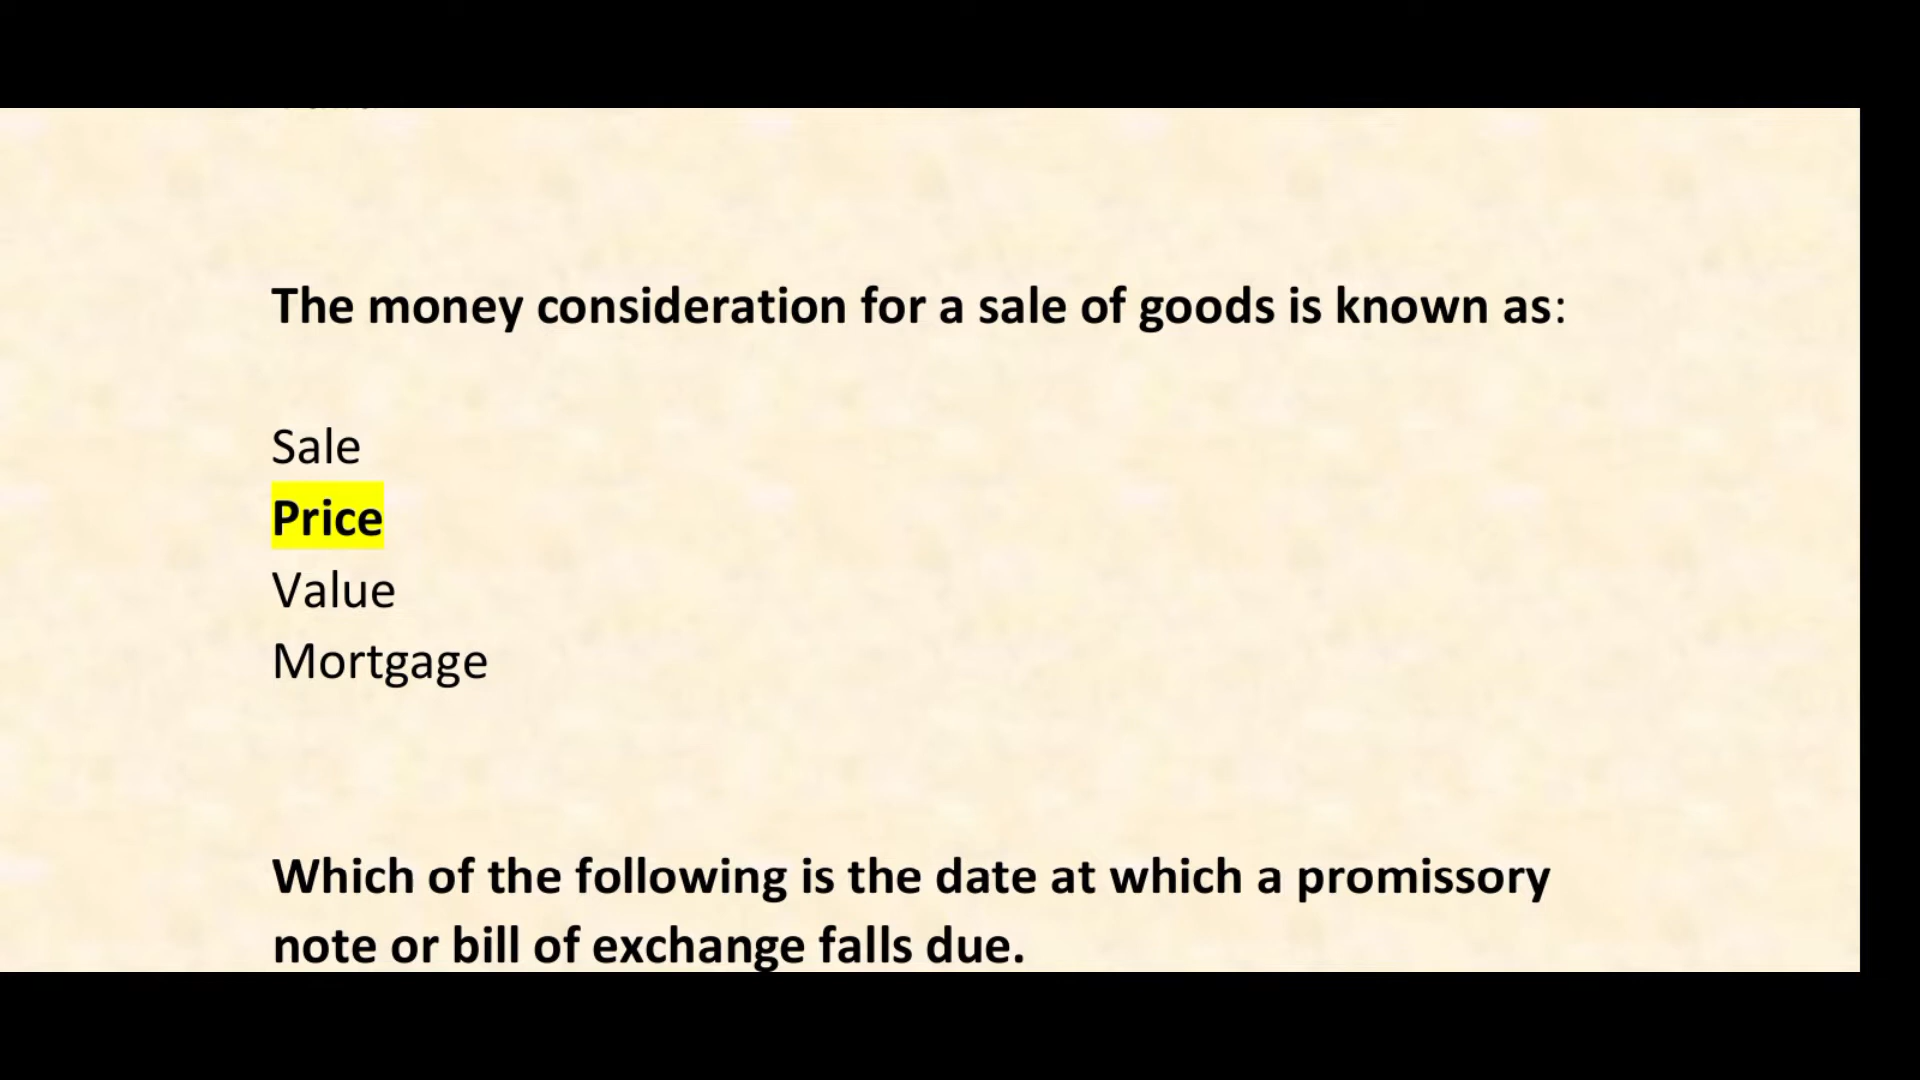 The money consideration for a sale of goods is known as:
Sale
Price
Value
Mortgage
Which of the following is the date at which a promissory
note or bill of exchange falls due.